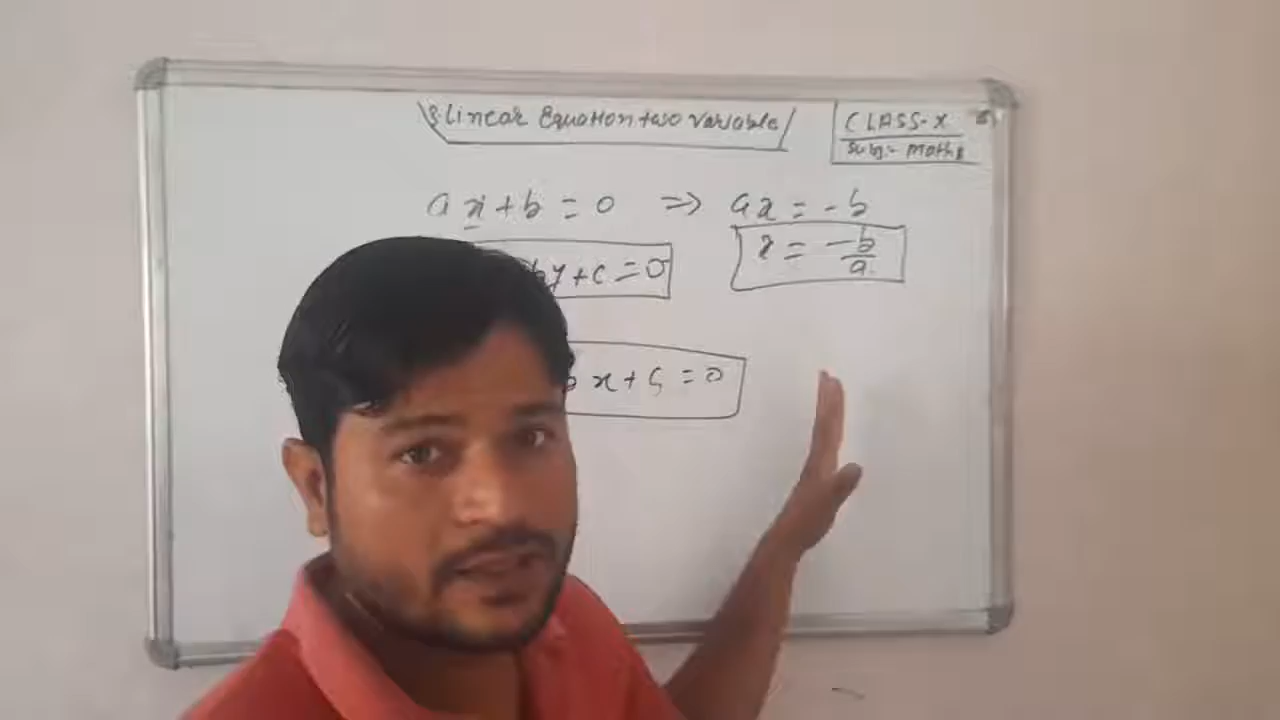 Linear Equation two variable
CLASS-X
Sub:- Maths
ax+b=0 ⇒ ax=-b
by+c=0
x=-b/a
x+c=0